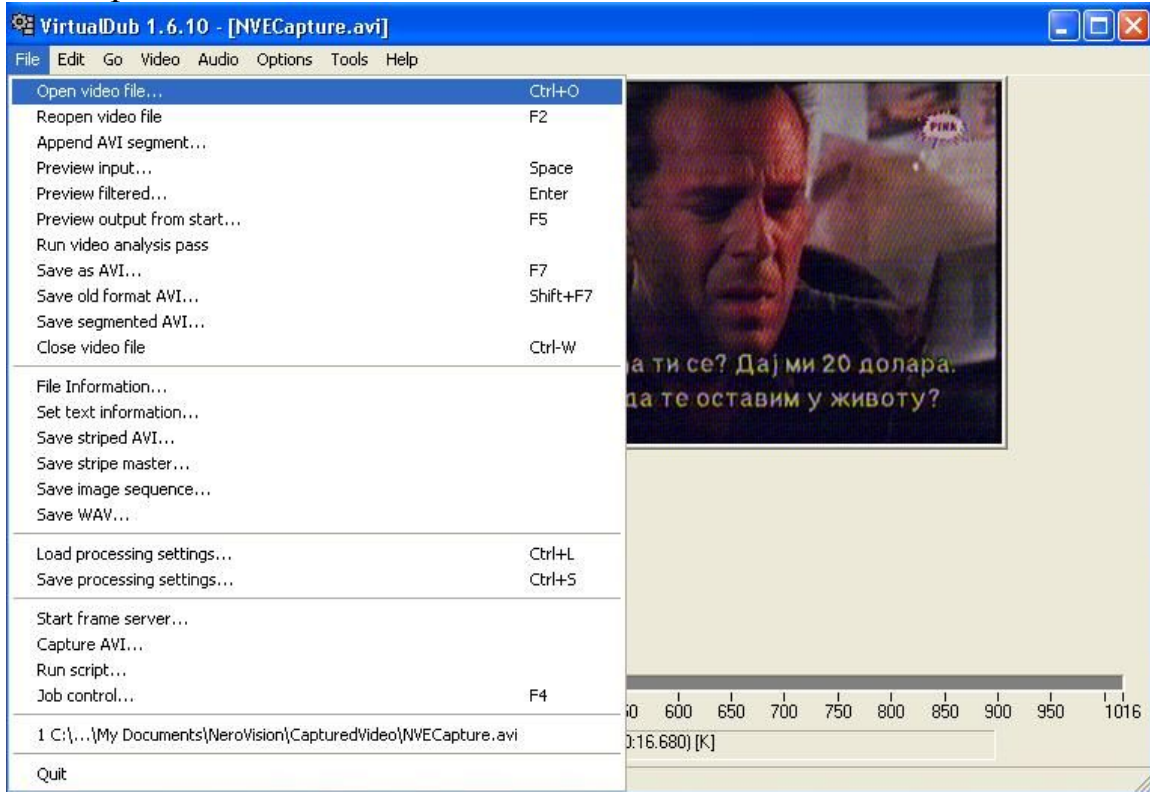 VirtualDub 1.6.10 - [NVECapture.avi]
File Edit Go Video Audio Options Tools Help
Open video file... Ctrl+O
Reopen video file F2
Append AVI segment...
Preview input... Space
Preview filtered... Enter
Preview output from start... F5
Run video analysis pass
Save as AVI... F7
Save old format AVI... Shift+F7
Save segmented AVI...
Close video file Ctrl-W
File Information...
Set text information...
Save striped AVI...
Save stripe master...
Save image sequence...
Save WAV...
Load processing settings... Ctrl+L
Save processing settings... Ctrl+S
Start frame server...
Capture AVI...
Run script...
Job control... F4
1 C:\...\My Documents\NeroVision\CapturedVideo\NVECapture.avi
Quit
PINK
ти се? Дај ми 20 долара.
да те оставим у животу?
600 650 700 750 800 850 900 950 1016
0:16.680) [K]